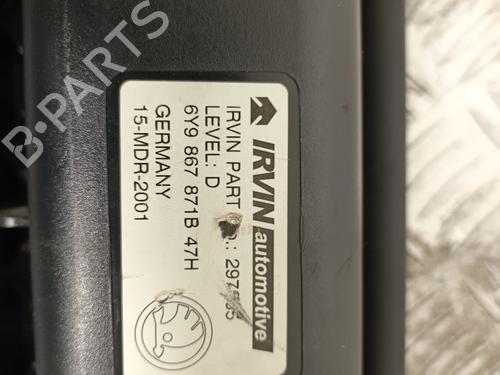 IRVIN automotive
IRVIN PART
LEVEL: D
6Y9 867 871B 47H
GERMANY
15-MDR-2001
B-PARTS